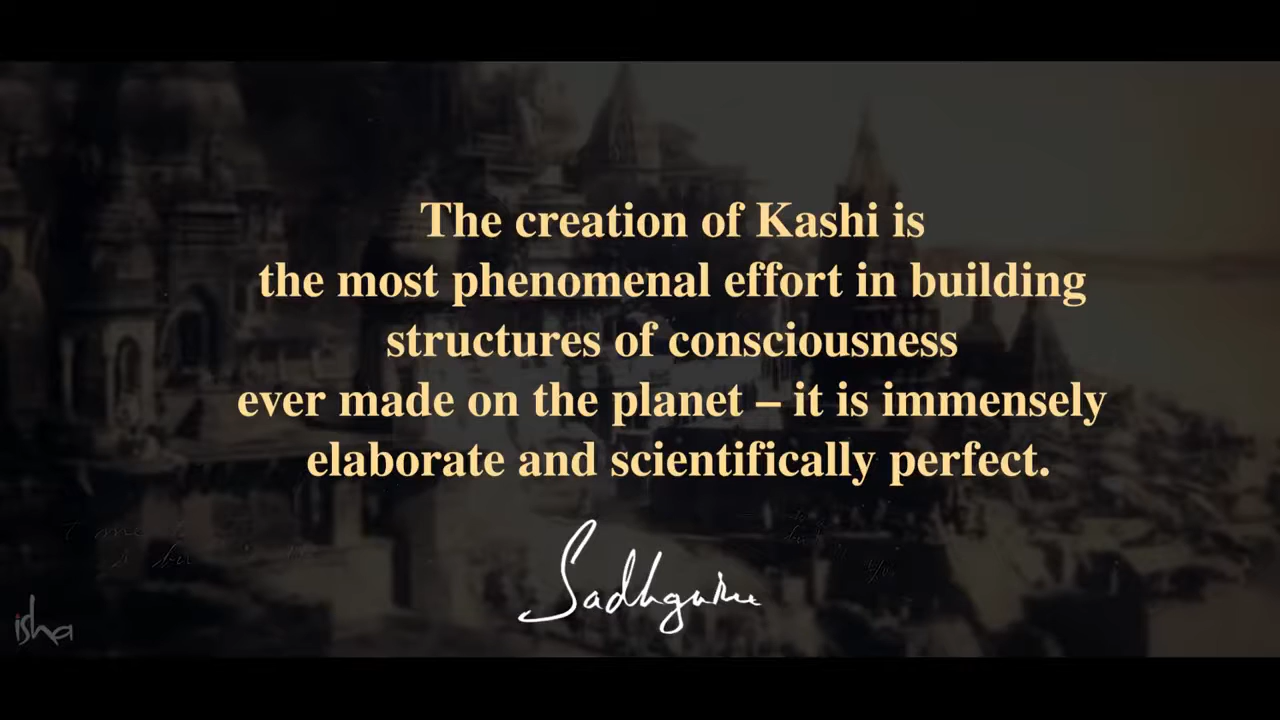 The creation of Kashi is
the most phenomenal effort in building
structures of consciousness
ever made on the planet – it is immensely
elaborate and scientifically perfect.
Sadhguru
isha